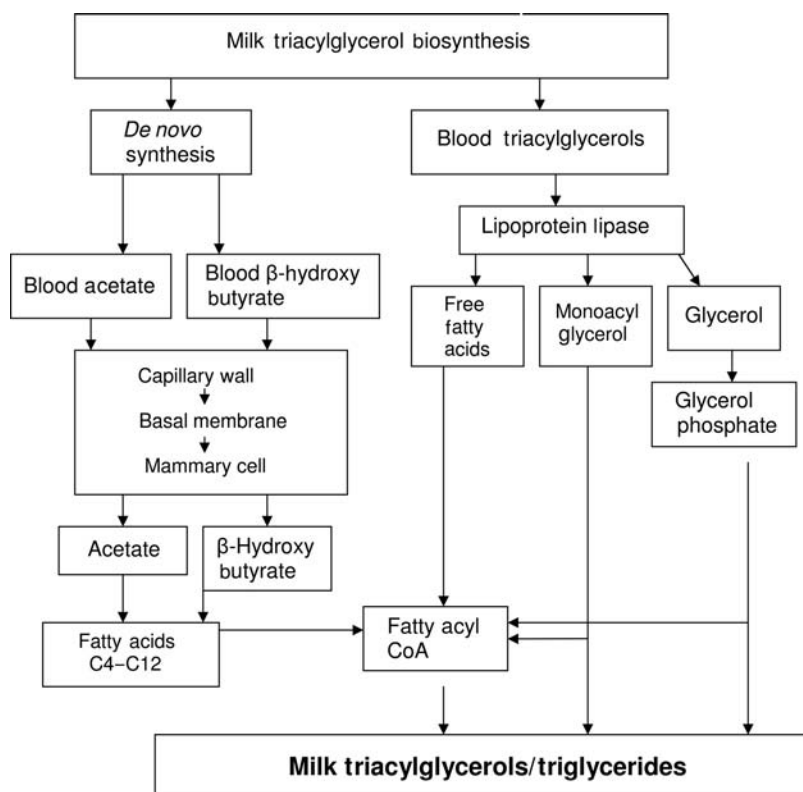 Milk triacylglycerol biosynthesis
De novo
synthesis
Blood triacylglycerols
Lipoprotein lipase
Blood acetate
Blood β-hydroxy
butyrate
Free
fatty
acids
Monoacyl
glycerol
Glycerol
Capillary wall
Basal membrane
Mammary cell
Glycerol
phosphate
Acetate
β-Hydroxy
butyrate
Fatty acids
C4–C12
Fatty acyl
CoA
Milk triacylglycerols/triglycerides